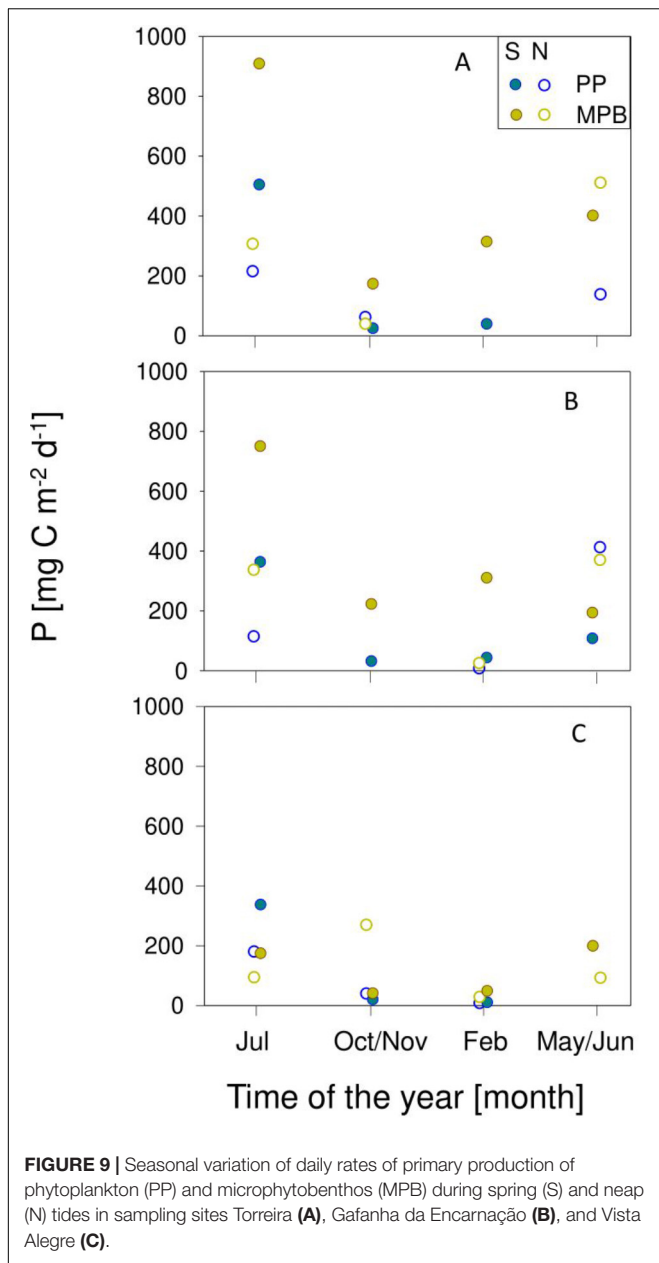 1000
800
600
400
200
0
A
S N
PP
MPB
1000
800
600
400
200
0
B
P [mg C m⁻² d⁻¹]
1000
800
600
400
200
0
C
Jul Oct/Nov Feb May/Jun
Time of the year [month]
FIGURE 9 | Seasonal variation of daily rates of primary production of
phytoplankton (PP) and microphytobenthos (MPB) during spring (S) and neap
(N) tides in sampling sites Torreira (A), Gafanha da Encarnação (B), and Vista
Alegre (C).